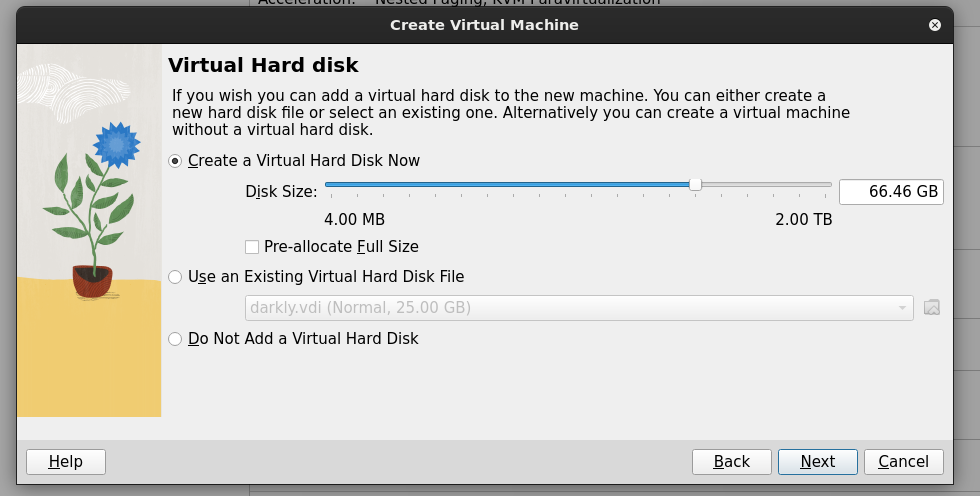 Acceleration: Nested Paging, KVM Paravirtualization
Create Virtual Machine
Virtual Hard disk
If you wish you can add a virtual hard disk to the new machine. You can either create a
new hard disk file or select an existing one. Alternatively you can create a virtual machine
without a virtual hard disk.
Create a Virtual Hard Disk Now
Disk Size: 66.46 GB
4.00 MB 2.00 TB
Pre-allocate Full Size
Use an Existing Virtual Hard Disk File
darkly.vdi (Normal, 25.00 GB)
Do Not Add a Virtual Hard Disk
Help Back Next Cancel